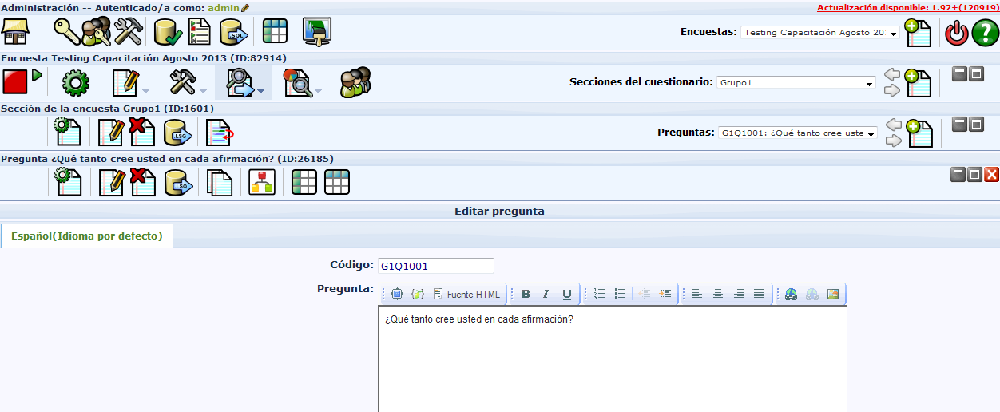 Administración -- Autenticado/a como: admin
Actualización disponible: 1.92+(120919)
.LSQL
Encuestas: Testing Capacitación Agosto 20
?
Encuesta Testing Capacitación Agosto 2013 (ID:82914)
Secciones del cuestionario: Grupo1
Sección de la encuesta Grupo1 (ID:1601)
.LSG
Preguntas: G1Q1001: ¿Qué tanto cree uste
Pregunta ¿Qué tanto cree usted en cada afirmación? (ID:26185)
.LSQ
Editar pregunta
Español(Idioma por defecto)
Código: G1Q1001
Pregunta: Fuente HTML B I U
¿Qué tanto cree usted en cada afirmación?